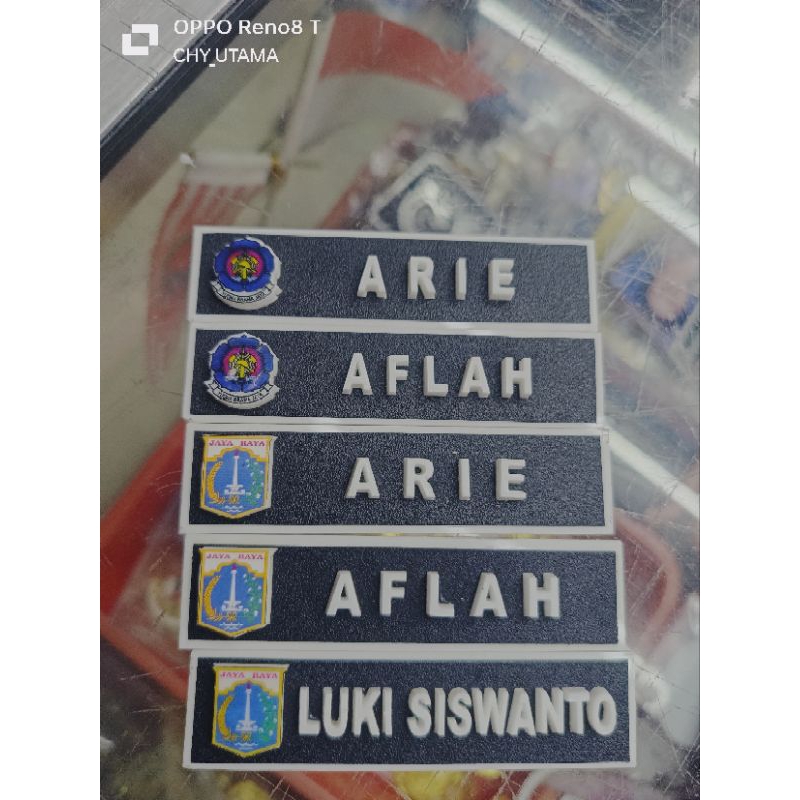 OPPO Reno8 T
CHY_UTAMA
ARIE
AFLAH
JAYA RAYA
ARIE
JAYA RAYA
AFLAH
JAYA RAYA
LUKI SISWANTO